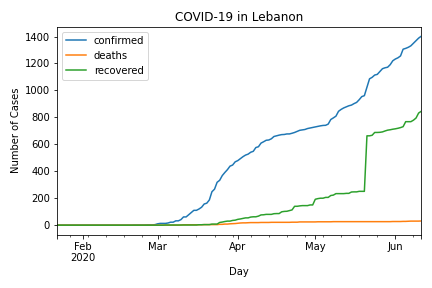 COVID-19 in Lebanon
confirmed
deaths
recovered
Number of Cases
1400
1200
1000
800
600
400
200
0
Feb
2020
Mar
Apr
May
Jun
Day